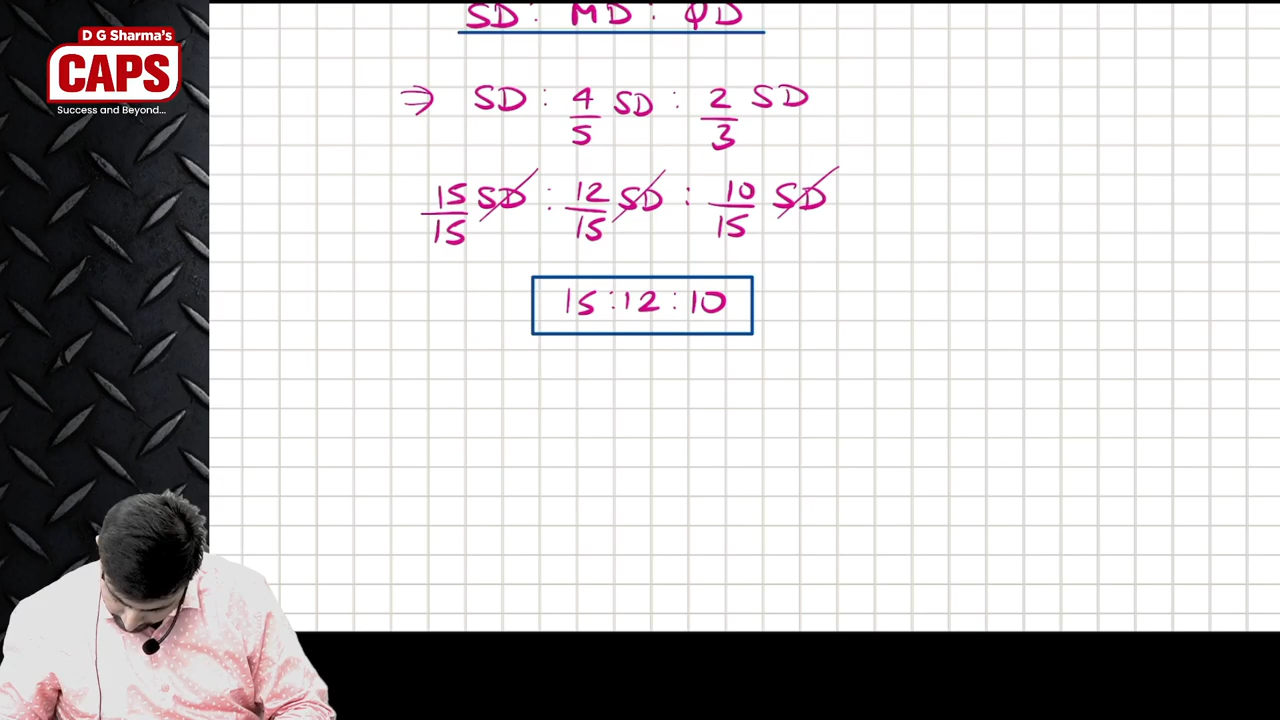 D G Sharma's
CAPS
Success and Beyond...
SD : MD : QD
⇒ SD : 4/5 SD : 2/3 SD
15/15 SD : 12/15 SD : 10/15 SD
15 : 12 : 10